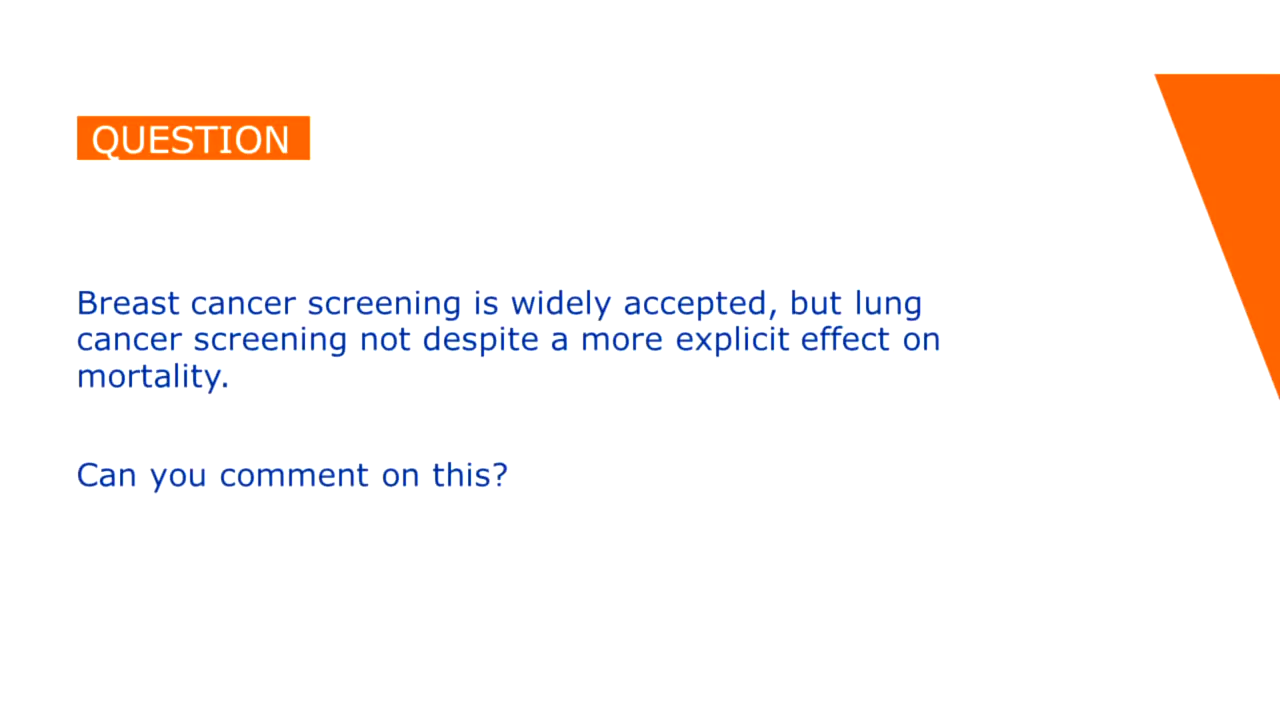 QUESTION
Breast cancer screening is widely accepted, but lung
cancer screening not despite a more explicit effect on
mortality.
Can you comment on this?